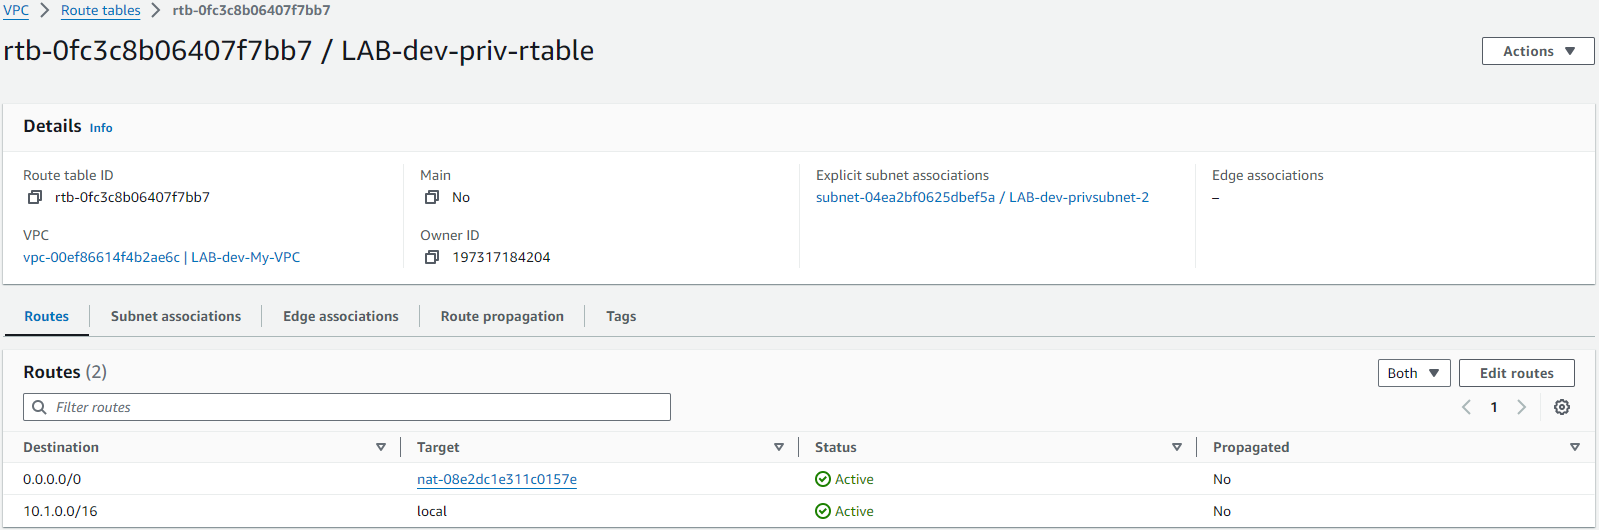 VPC > Route tables > rtb-0fc3c8b06407f7bb7
rtb-0fc3c8b06407f7bb7 / LAB-dev-priv-rtable
Actions
Details Info
Route table ID
rtb-0fc3c8b06407f7bb7
Main
No
Explicit subnet associations
subnet-04ea2bf0625dbef5a / LAB-dev-privsubnet-2
Edge associations
–
VPC
vpc-00ef86614f4b2ae6c | LAB-dev-My-VPC
Owner ID
197317184204
Routes Subnet associations Edge associations Route propagation Tags
Routes (2)
Both Edit routes
Filter routes
1
Destination Target Status Propagated
0.0.0.0/0 nat-08e2dc1e311c0157e Active No
10.1.0.0/16 local Active No